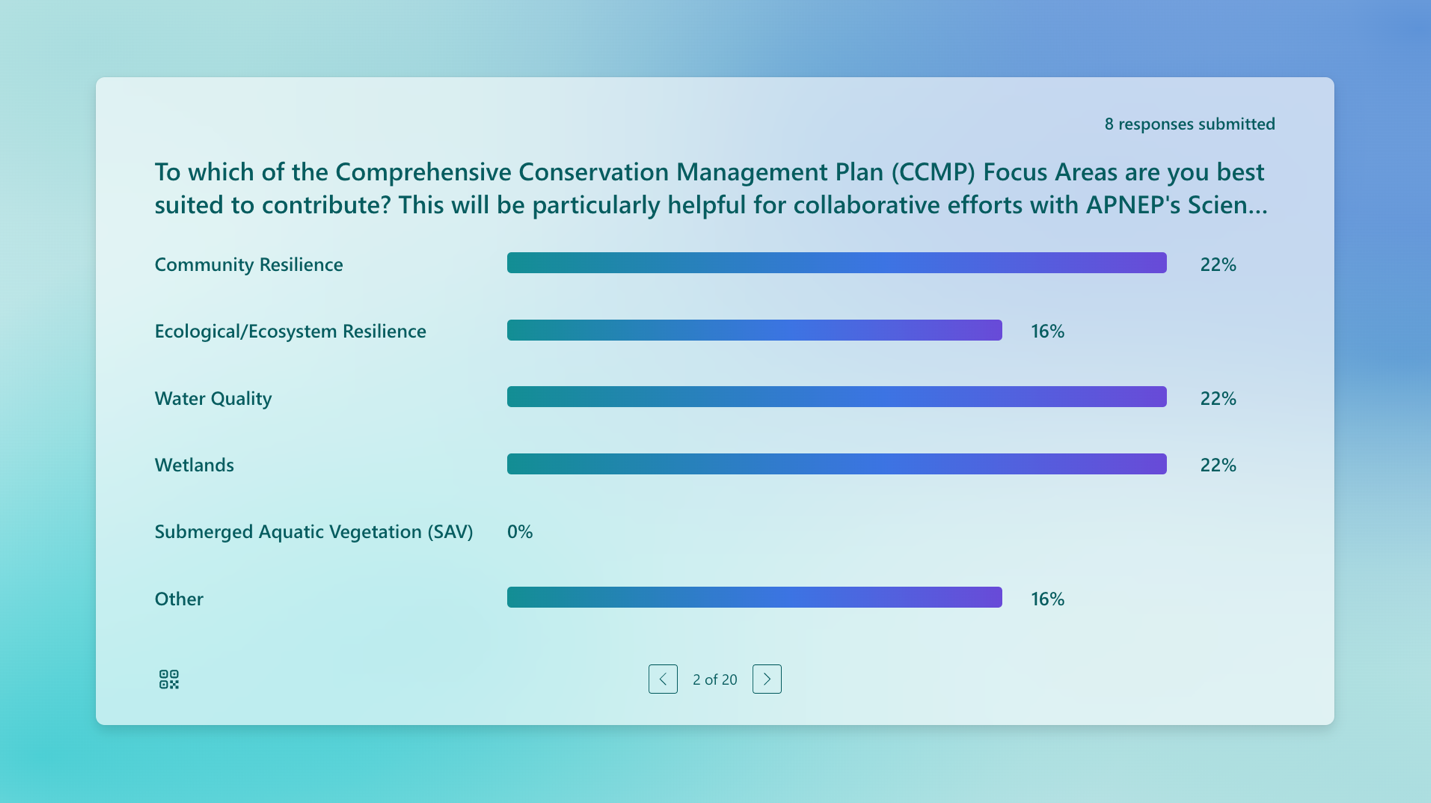 8 responses submitted
To which of the Comprehensive Conservation Management Plan (CCMP) Focus Areas are you best
suited to contribute? This will be particularly helpful for collaborative efforts with APNEP's Scien...
Community Resilience 22%
Ecological/Ecosystem Resilience 16%
Water Quality 22%
Wetlands 22%
Submerged Aquatic Vegetation (SAV) 0%
Other 16%
2 of 20